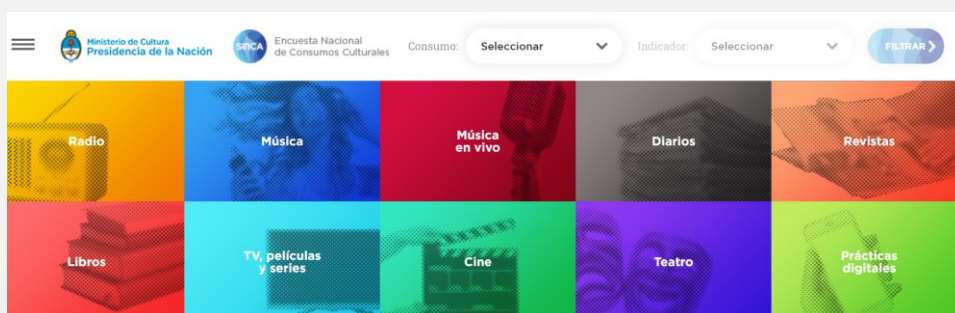 Ministerio de Cultura
Presidencia de la Nación
SInCA
Encuesta Nacional
de Consumos Culturales
Consumo:
Seleccionar
Indicador:
Seleccionar
FILTRAR
Radio
Música
Música
en vivo
Diarios
Revistas
Libros
TV, películas
y series
Cine
Teatro
Prácticas
digitales